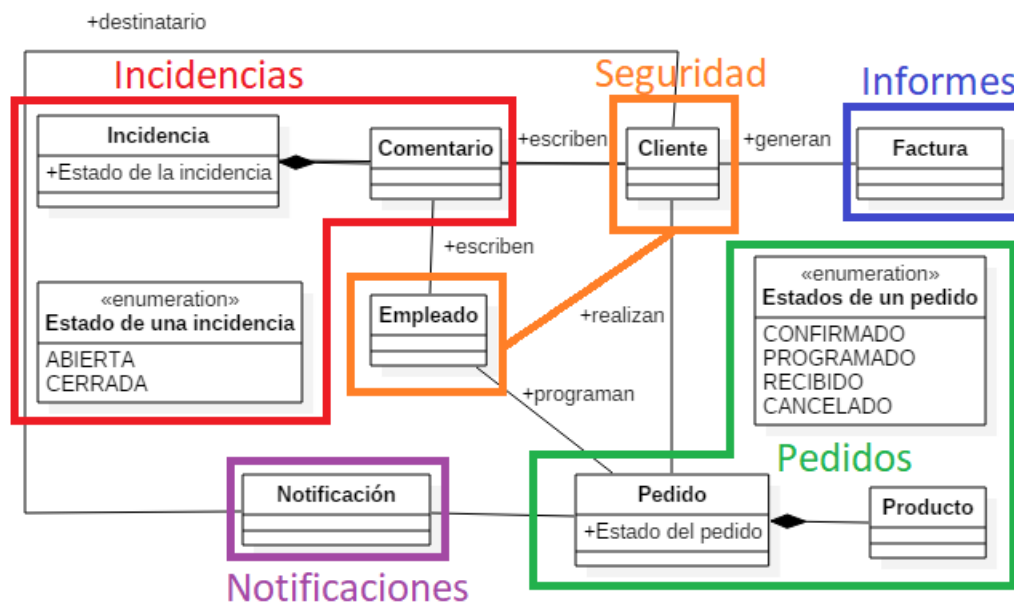 +destinatario
Incidencias
Seguridad
Informes
Incidencia
+Estado de la incidencia
Comentario
+escriben
Cliente
+generan
Factura
+escriben
«enumeration»
Estado de una incidencia
ABIERTA
CERRADA
Empleado
+realizan
«enumeration»
Estados de un pedido
CONFIRMADO
PROGRAMADO
RECIBIDO
CANCELADO
+programan
Pedidos
Notificación
Pedido
+Estado del pedido
Producto
Notificaciones